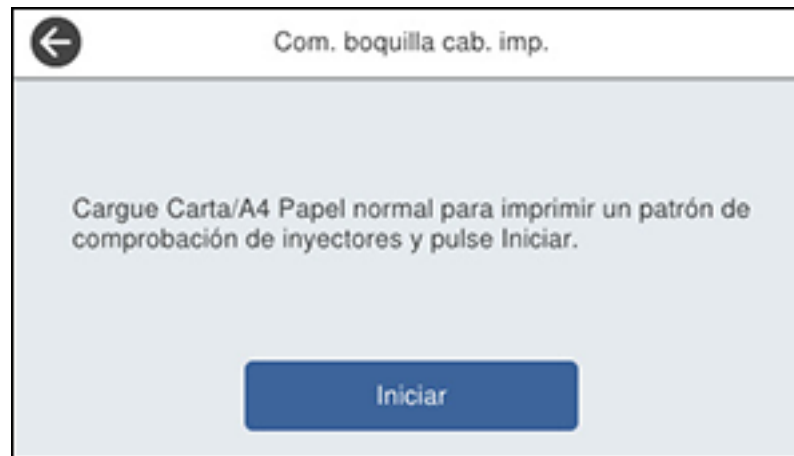 Com. boquilla cab. imp.
Cargue Carta/A4 Papel normal para imprimir un patrón de
comprobación de inyectores y pulse Iniciar.
Iniciar